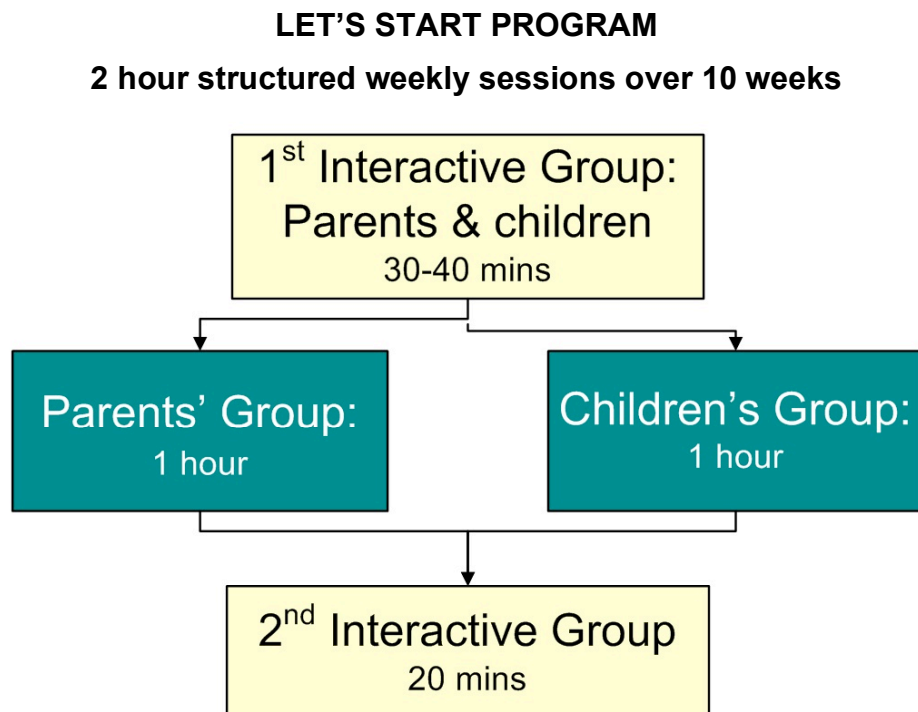 LET’S START PROGRAM
2 hour structured weekly sessions over 10 weeks
1st Interactive Group:
Parents & children
30-40 mins
Parents’ Group:
1 hour
Children’s Group:
1 hour
2nd Interactive Group
20 mins